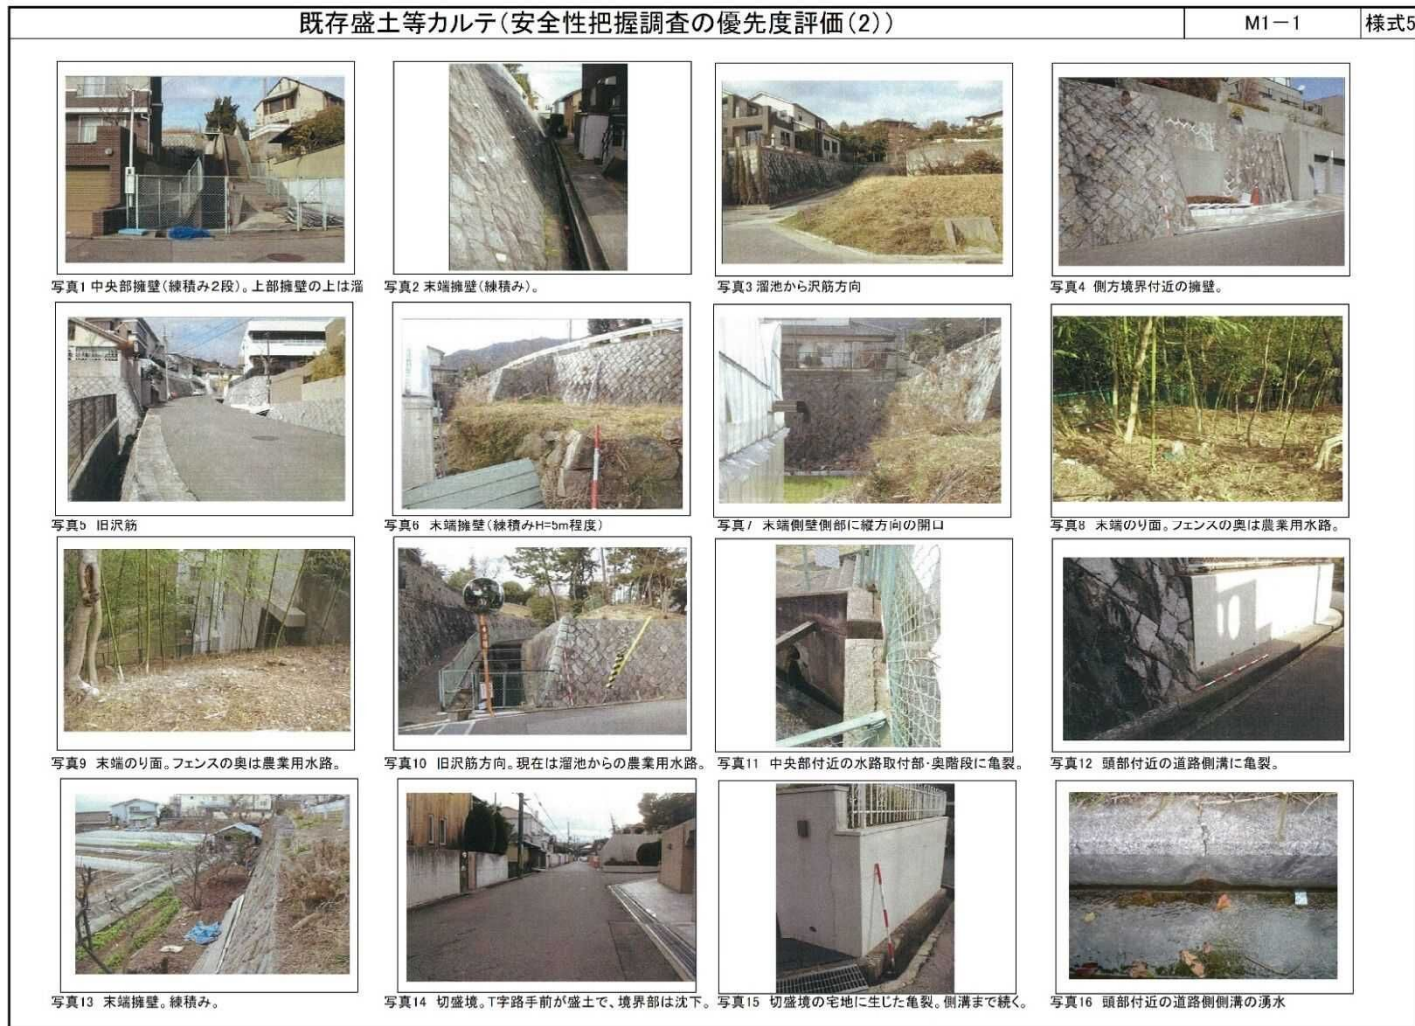 既存盛土等カルテ(安全性把握調査の優先度評価(2))
M1－1
様式5
写真1 中央部擁壁(練積み2段)。上部擁壁の上は溜
写真2 末端擁壁(練積み)。
写真3 溜池から沢筋方向
写真4 側方境界付近の擁壁。
写真5 旧沢筋
写真6 末端擁壁(練積みH=5m程度)
写真7 末端側壁側部に縦方向の開口
写真8 末端のり面。フェンスの奥は農業用水路。
写真9 末端のり面。フェンスの奥は農業用水路。
写真10 旧沢筋方向。現在は溜池からの農業用水路。
写真11 中央部付近の水路取付部・奥階段に亀裂。
写真12 頭部付近の道路側溝に亀裂。
写真13 末端擁壁。練積み。
写真14 切盛境。T字路手前が盛土で、境界部は沈下。
写真15 切盛境の宅地に生じた亀裂。側溝まで続く。
写真16 頭部付近の道路側側溝の湧水